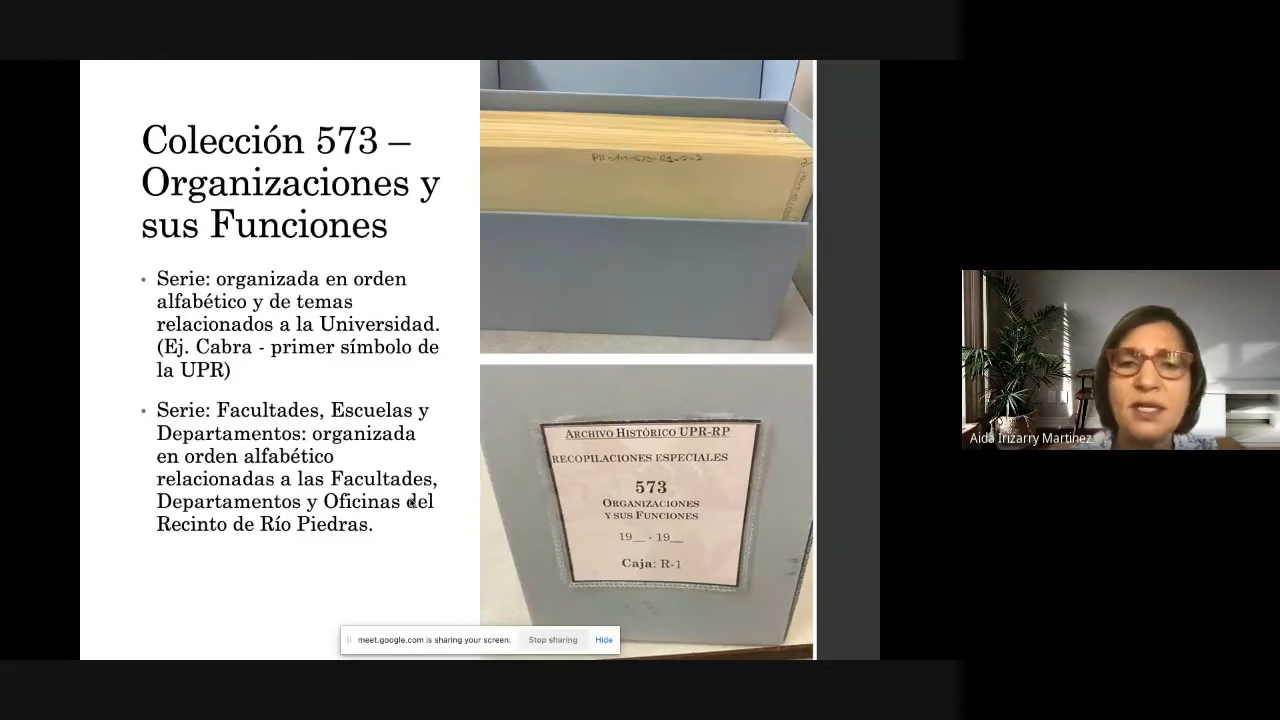 Colección 573 –
Organizaciones y
sus Funciones
• Serie: organizada en orden
alfabético y de temas
relacionados a la Universidad.
(Ej. Cabra - primer símbolo de
la UPR)
• Serie: Facultades, Escuelas y
Departamentos: organizada
en orden alfabético
relacionadas a las Facultades,
Departamentos y Oficinas del
Recinto de Río Piedras.
ARCHIVO HISTÓRICO UPR-RP
RECOPILACIONES ESPECIALES
573
ORGANIZACIONES
Y SUS FUNCIONES
19__ - 19__
Caja: R-1
meet.google.com is sharing your screen.
Stop sharing
Hide
Aida Irizarry Martínez